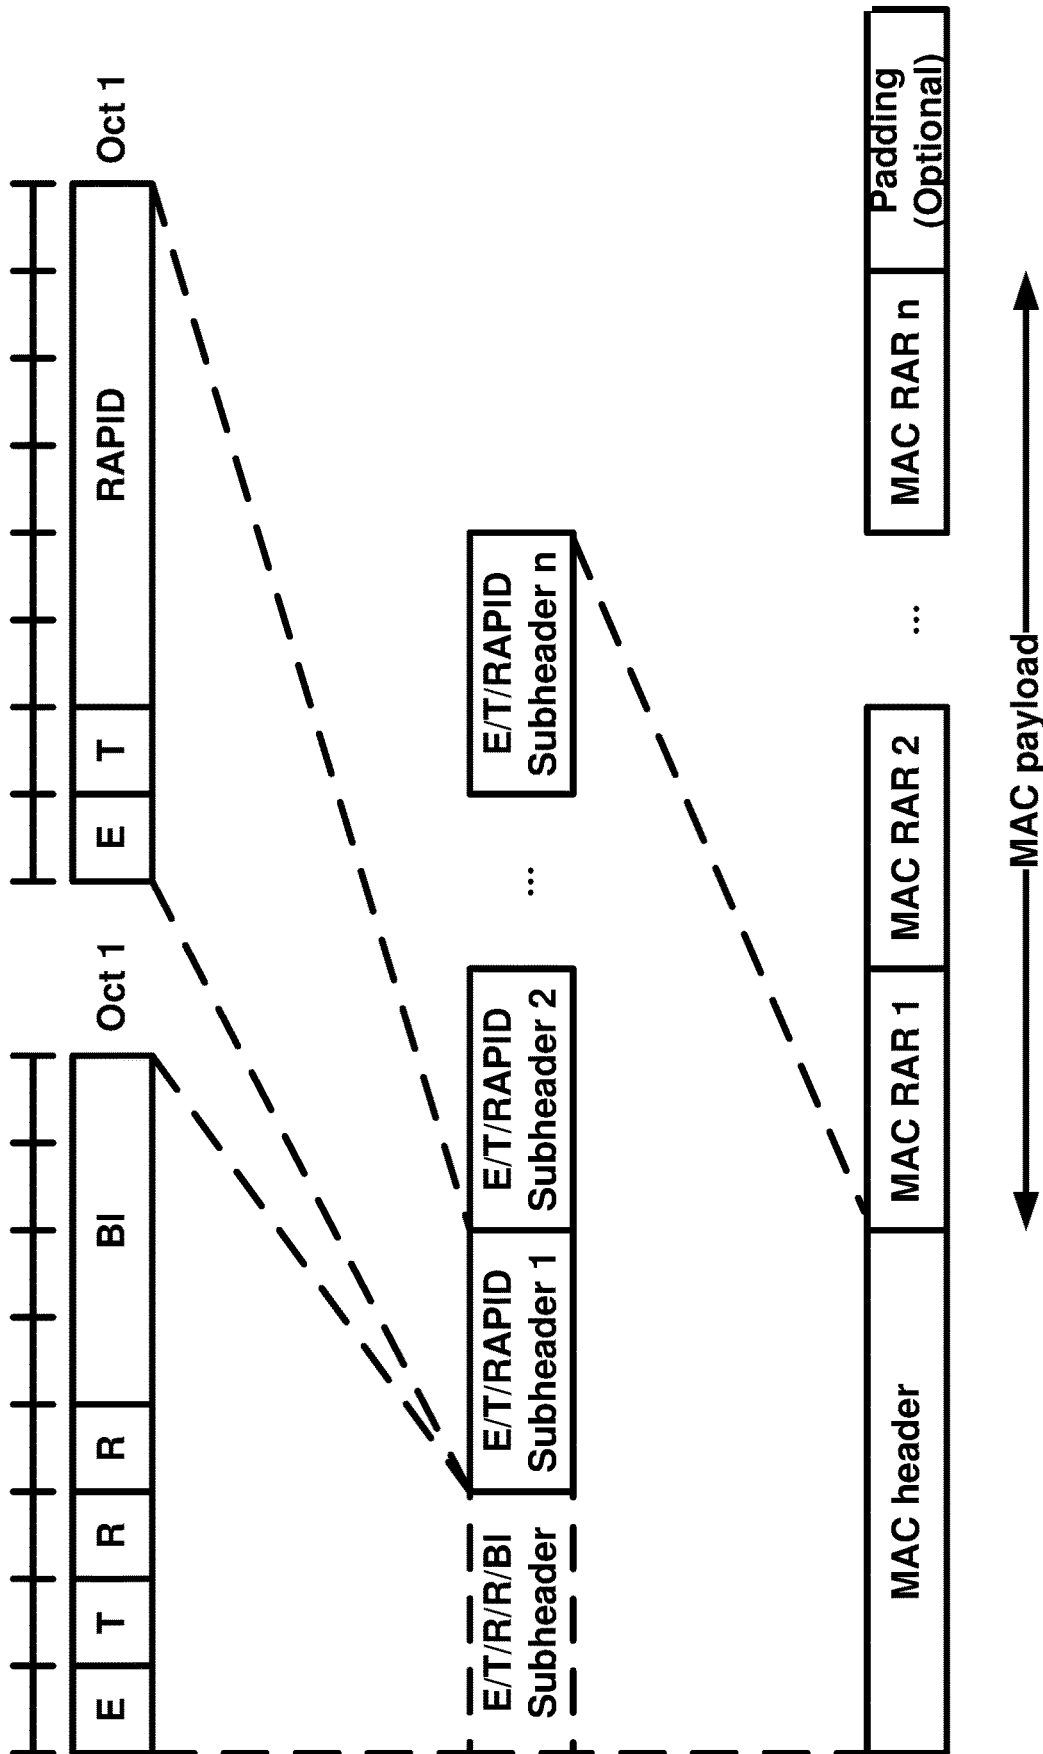 E
T
R
R
BI
Oct 1
E
T
RAPID
Oct 1
E/T/R/R/BI
Subheader
E/T/RAPID
Subheader 1
E/T/RAPID
Subheader 2
...
E/T/RAPID
Subheader n
MAC header
MAC RAR 1
MAC RAR 2
...
MAC RAR n
Padding
(Optional)
MAC payload